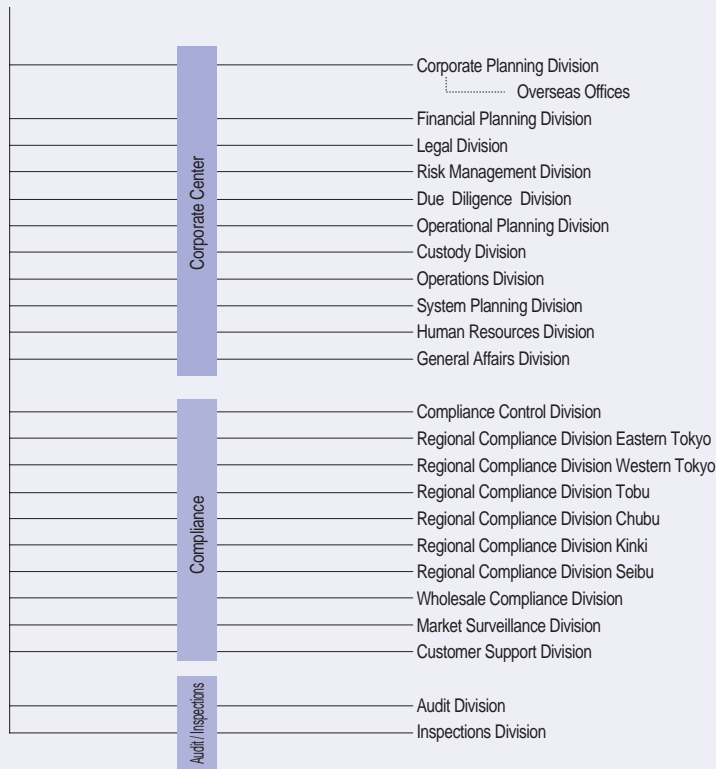 Corporate Center
Corporate Planning Division
Overseas Offices
Financial Planning Division
Legal Division
Risk Management Division
Due Diligence Division
Operational Planning Division
Custody Division
Operations Division
System Planning Division
Human Resources Division
General Affairs Division
Compliance
Compliance Control Division
Regional Compliance Division Eastern Tokyo
Regional Compliance Division Western Tokyo
Regional Compliance Division Tobu
Regional Compliance Division Chubu
Regional Compliance Division Kinki
Regional Compliance Division Seibu
Wholesale Compliance Division
Market Surveillance Division
Customer Support Division
Audit / Inspections
Audit Division
Inspections Division